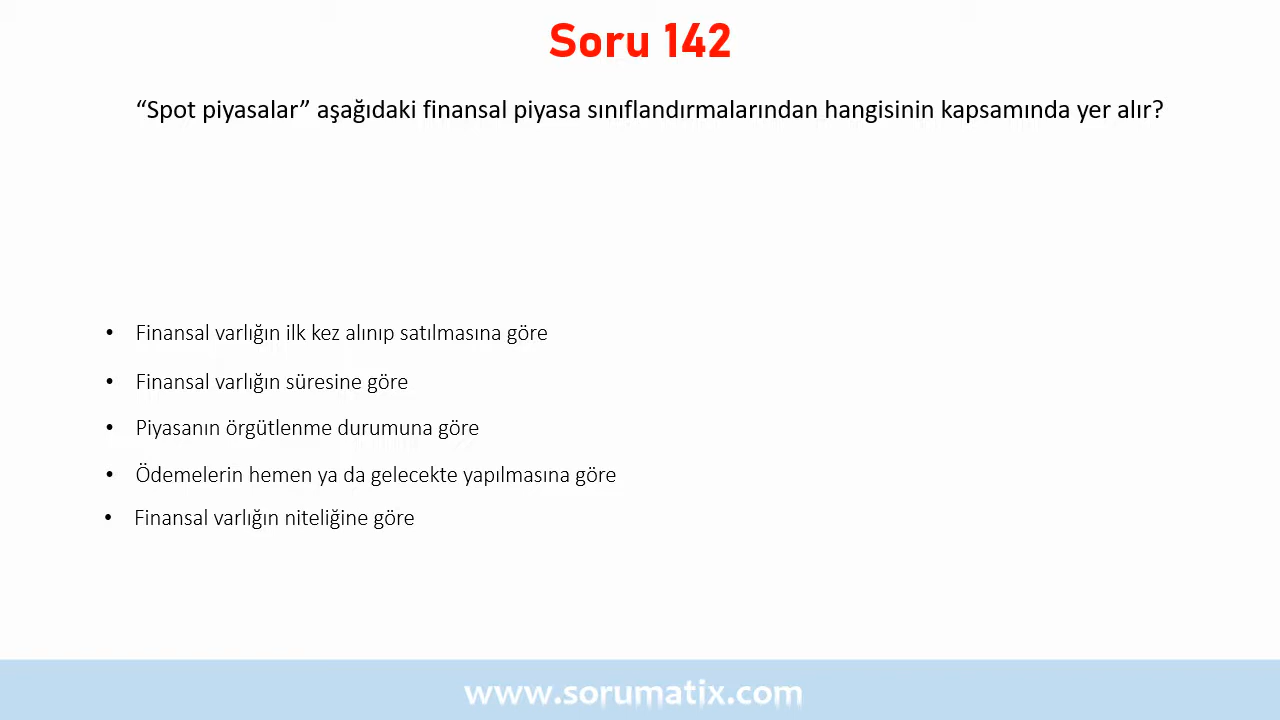 Soru 142
“Spot piyasalar” aşağıdaki finansal piyasa sınıflandırmalarından hangisinin kapsamında yer alır?
• Finansal varlığın ilk kez alınıp satılmasına göre
• Finansal varlığın süresine göre
• Piyasanın örgütlenme durumuna göre
• Ödemelerin hemen ya da gelecekte yapılmasına göre
• Finansal varlığın niteliğine göre
www.sorumatix.com